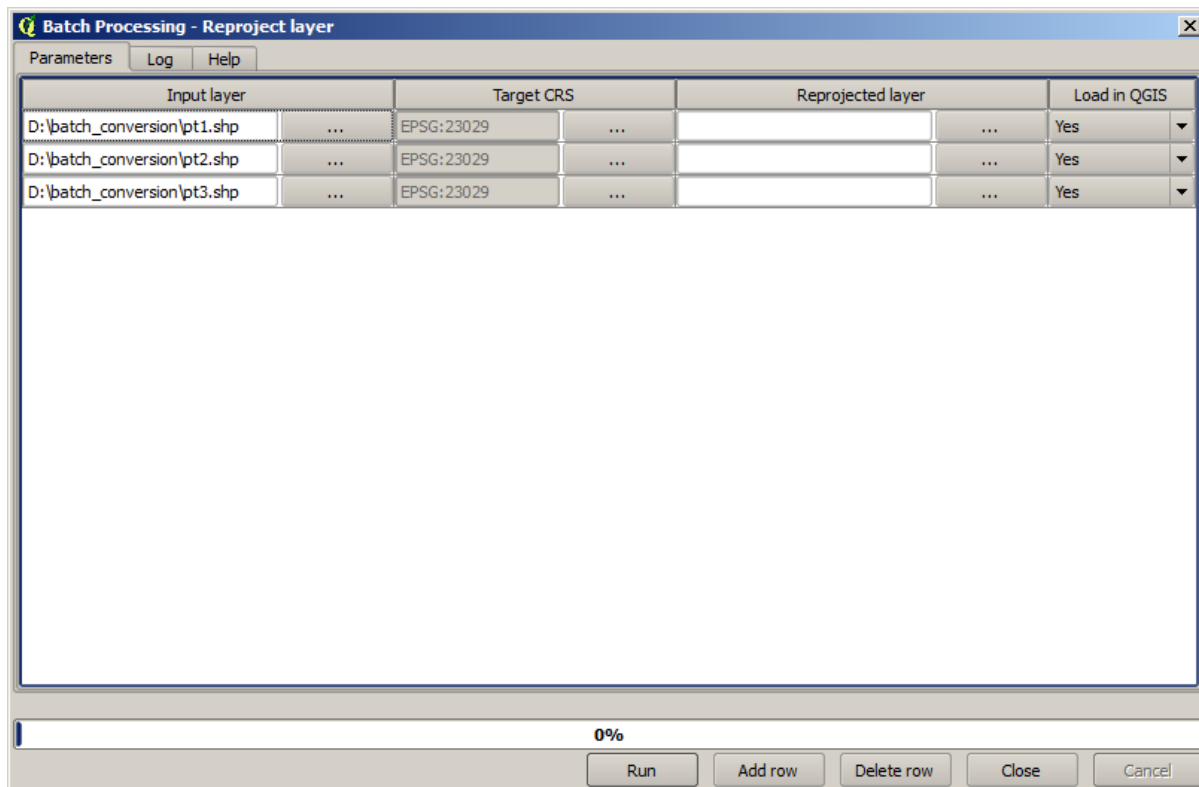 Batch Processing - Reproject layer
Parameters Log Help
Input layer Target CRS Reprojected layer Load in QGIS
D:\batch_conversion\pt1.shp ... EPSG:23029 ... ... Yes
D:\batch_conversion\pt2.shp ... EPSG:23029 ... ... Yes
D:\batch_conversion\pt3.shp ... EPSG:23029 ... ... Yes
0%
Run Add row Delete row Close Cancel